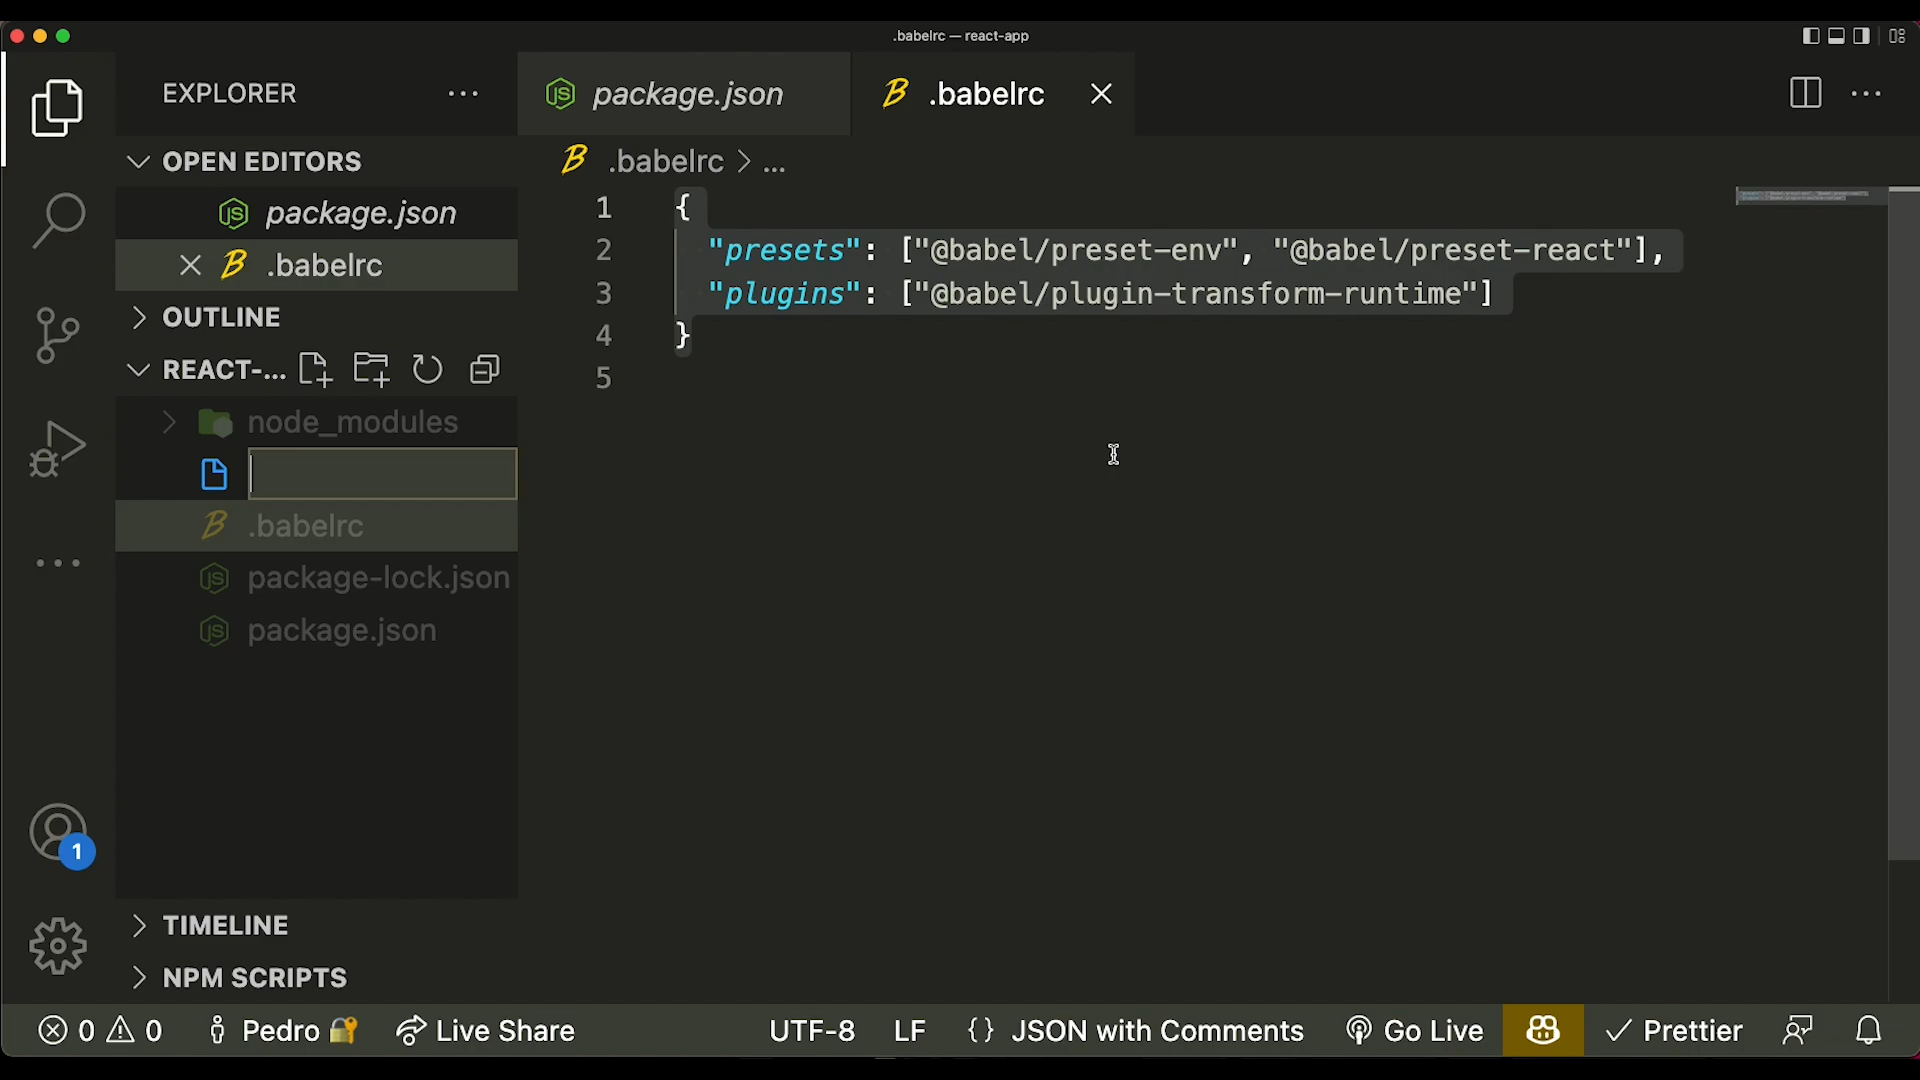 .babelrc — react-app
EXPLORER
package.json
.babelrc
OPEN EDITORS
package.json
.babelrc
OUTLINE
REACT-...
node_modules
.babelrc
package-lock.json
package.json
TIMELINE
NPM SCRIPTS
.babelrc > ...
1 {
2 "presets": ["@babel/preset-env", "@babel/preset-react"],
3 "plugins": ["@babel/plugin-transform-runtime"]
4 }
5
1
0 0 Pedro Live Share UTF-8 LF {} JSON with Comments Go Live Prettier